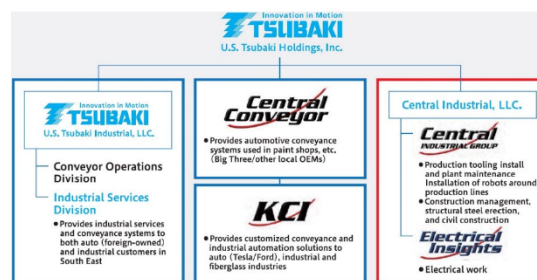 Innovation in Motion
TSUBAKI
U.S. Tsubaki Holdings, Inc.
Innovation in Motion
TSUBAKI
U.S. Tsubaki Industrial, LLC.
Conveyor Operations
Division
Industrial Services
Division
•Provides industrial services
and conveyance systems to
both auto (foreign-owned)
and industrial customers in
South East
Central
Conveyor
•Provides automotive conveyance
systems used in paint shops, etc.
(Big Three/other local OEMs)
KCI
•Provides customized conveyance and
industrial automation solutions to
auto (Tesla/Ford), industrial and
fiberglass industries
Central Industrial, LLC.
Central
INDUSTRIAL GROUP
•Production tooling install
and plant maintenance
Installation of robots around
production lines
•Construction management,
structural steel erection,
and civil construction
Electrical
Insights
•Electrical work